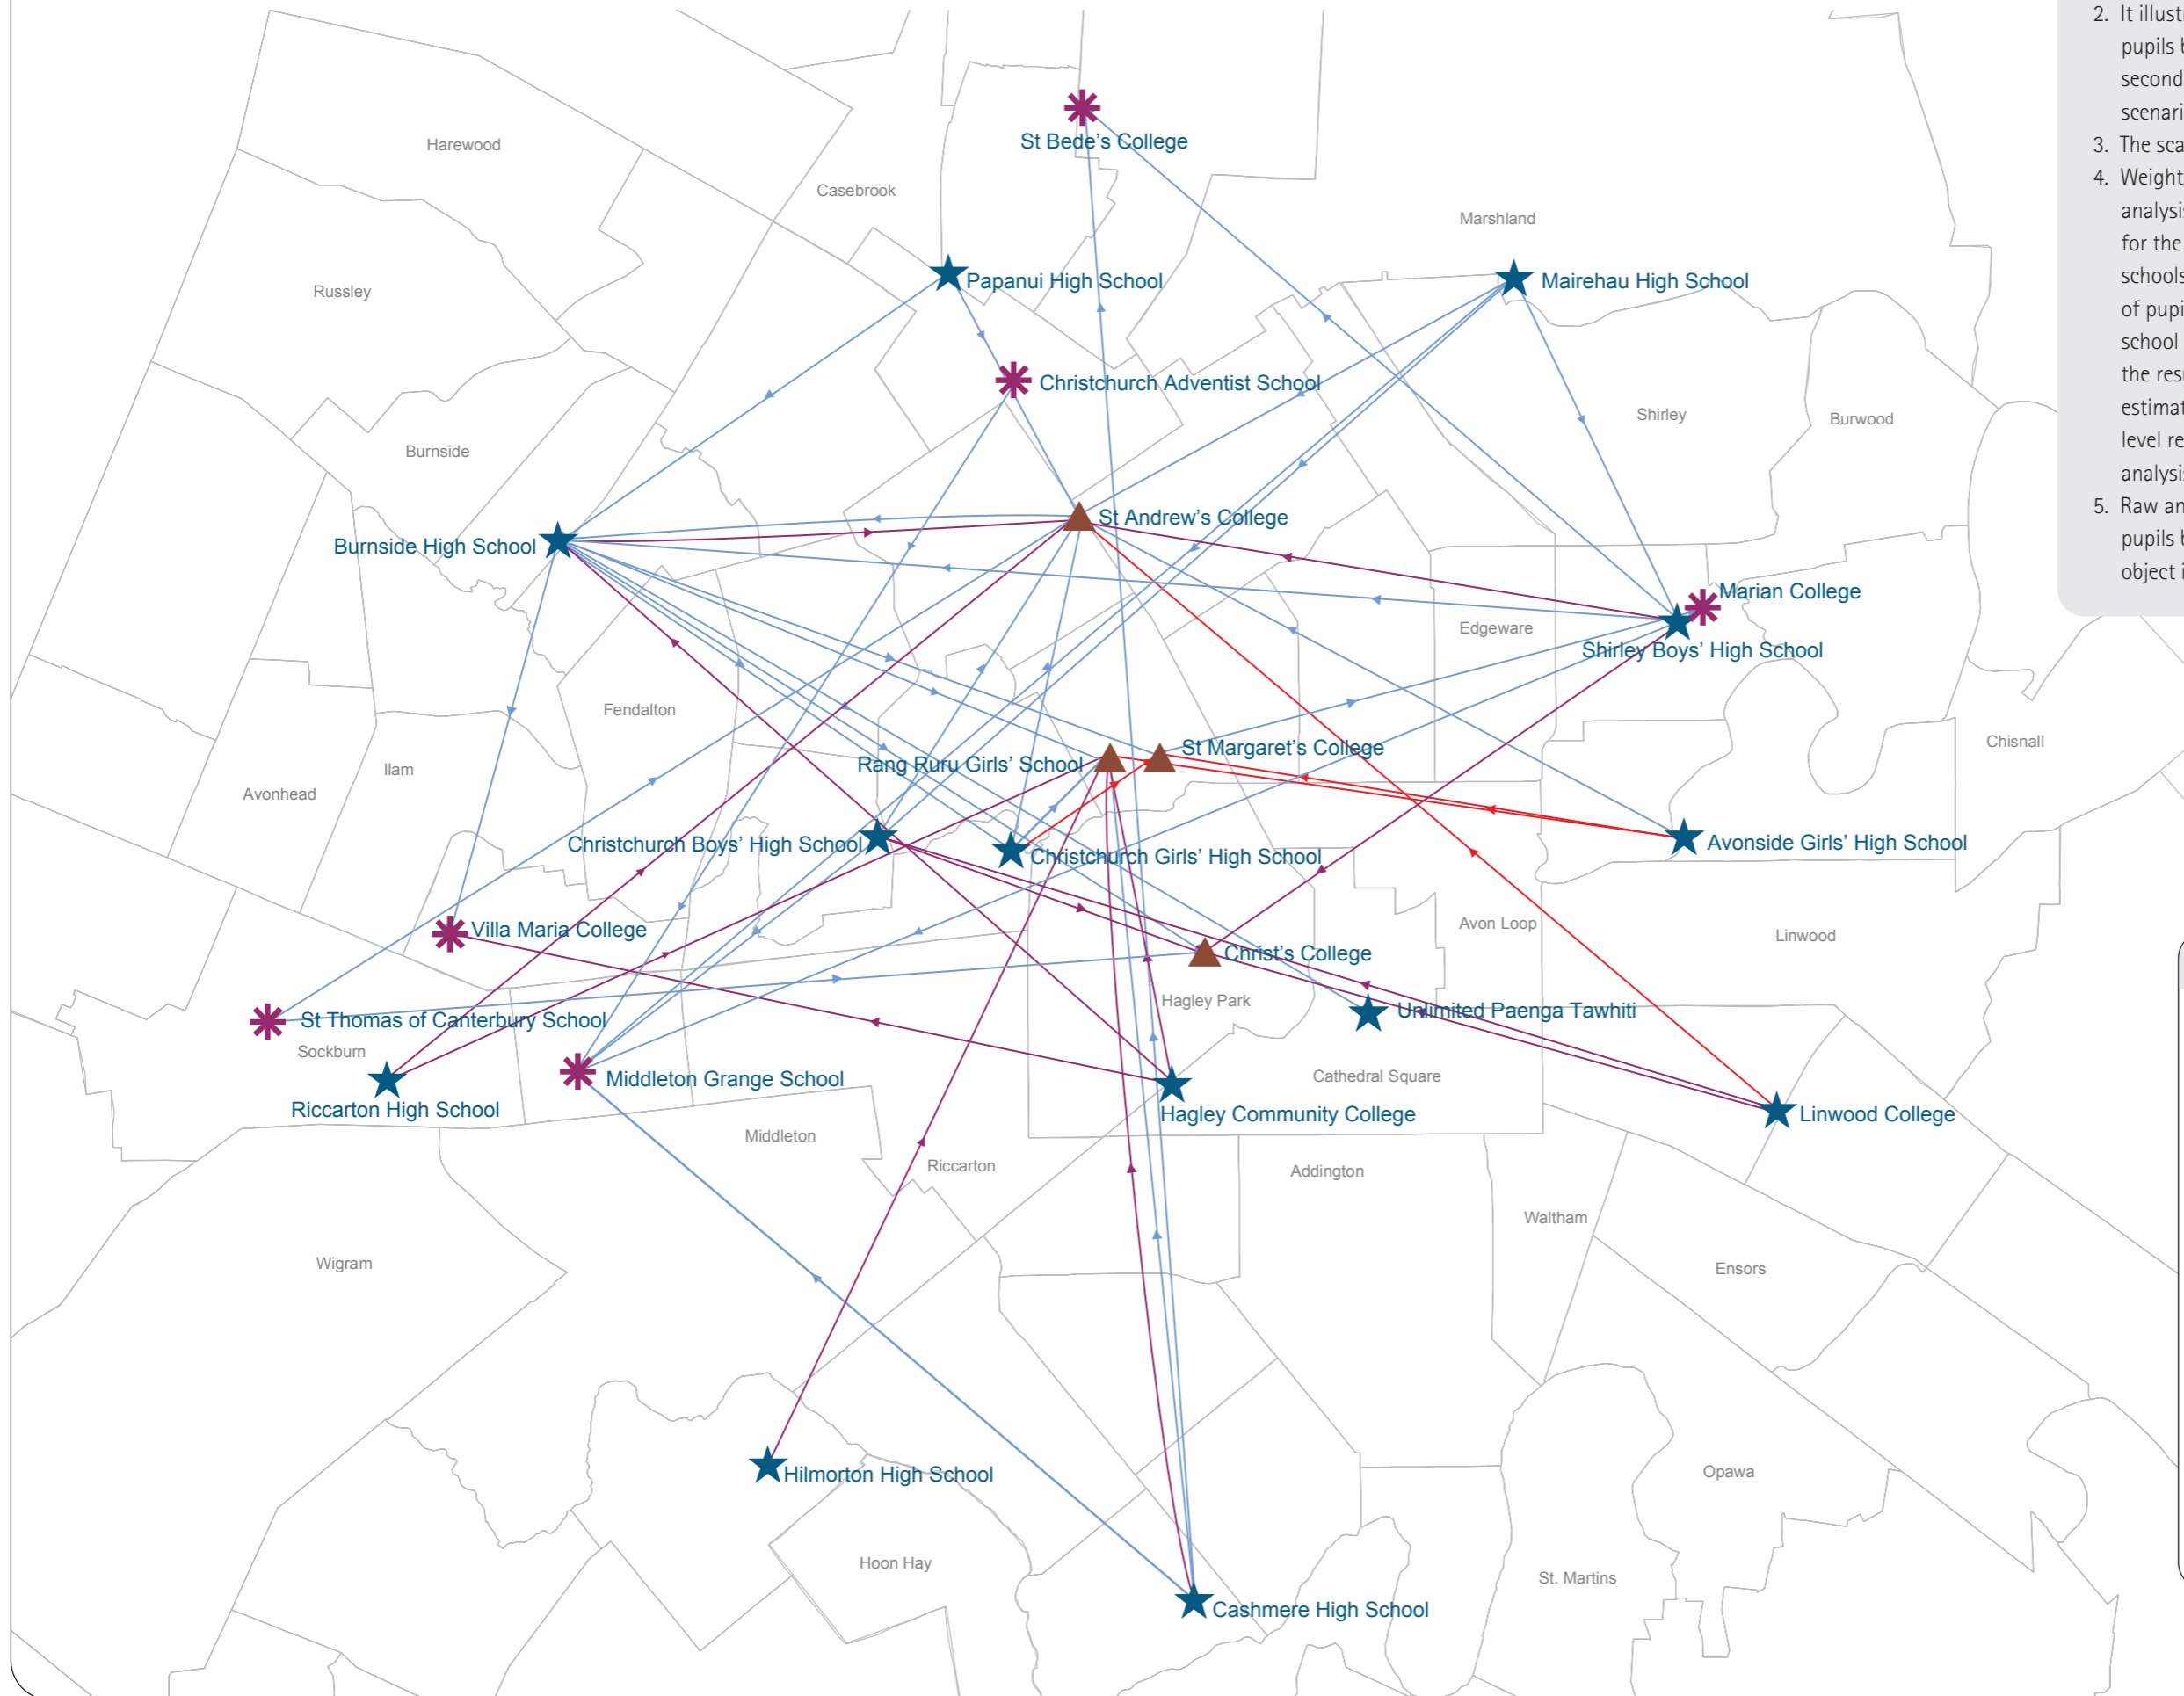 2. It illust
pupils b
second
scenari
3. The sca
4. Weight
analysis
for the
schools
of pupi
school
the resu
estimat
level re
analysis
5. Raw an
pupils b
object i
Harewood
St Bede's College
Casebrook
Marshland
Papanui High School
Mairehau High School
Russley
Christchurch Adventist School
Shirley
Burwood
Burnside
St Andrew's College
Burnside High School
Marian College
Edgeware
Shirley Boys' High School
Fendalton
Chisnall
St Margaret's College
Rang Ruru Girls' School
Ilam
Avonhead
Christchurch Boys' High School
Christchurch Girls' High School
Avonside Girls' High School
Villa Maria College
Avon Loop
Linwood
Christ's College
Hagley Park
Unlimited Paenga Tawhiti
St Thomas of Canterbury School
Sockburn
Middleton Grange School
Cathedral Square
Riccarton High School
Hagley Community College
Linwood College
Middleton
Riccarton
Addington
Waltham
Wigram
Ensors
Hilmorton High School
Opawa
Hoon Hay
St. Martins
Cashmere High School